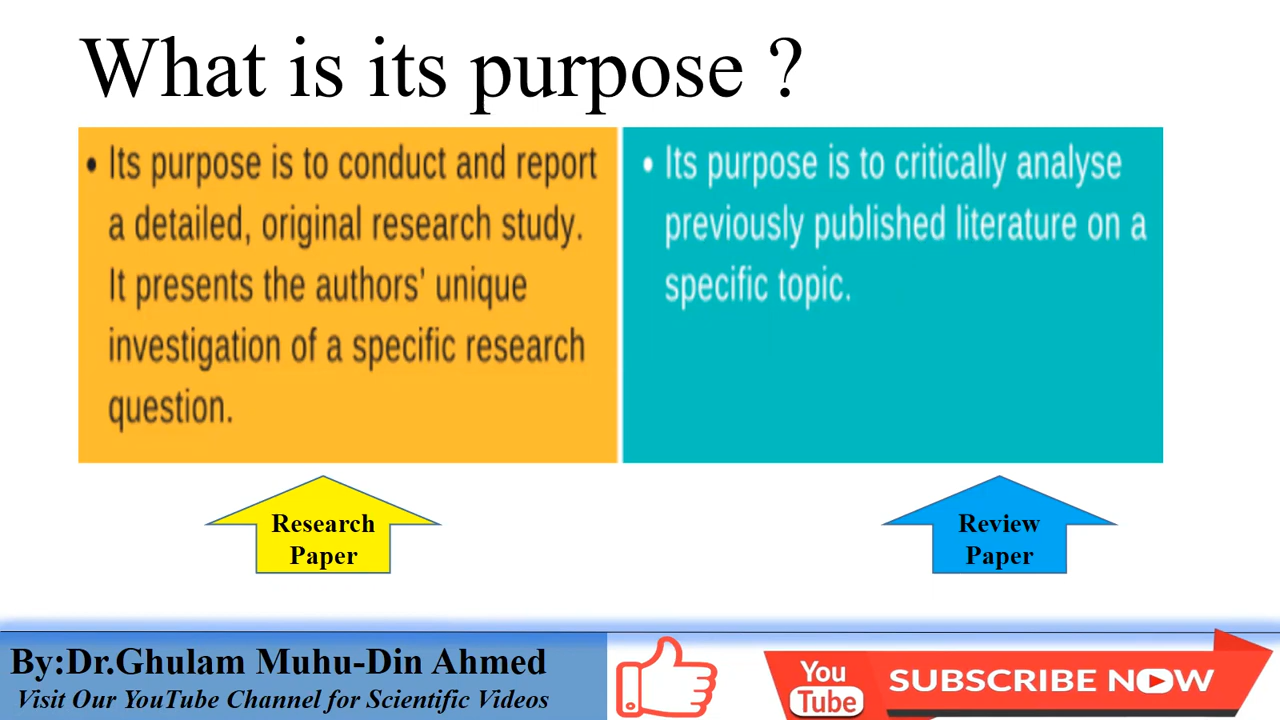 What is its purpose ?
• Its purpose is to conduct and report
a detailed, original research study.
It presents the authors’ unique
investigation of a specific research
question.
• Its purpose is to critically analyse
previously published literature on a
specific topic.
Research
Paper
Review
Paper
By:Dr.Ghulam Muhu-Din Ahmed
Visit Our YouTube Channel for Scientific Videos
You
Tube
SUBSCRIBE NOW